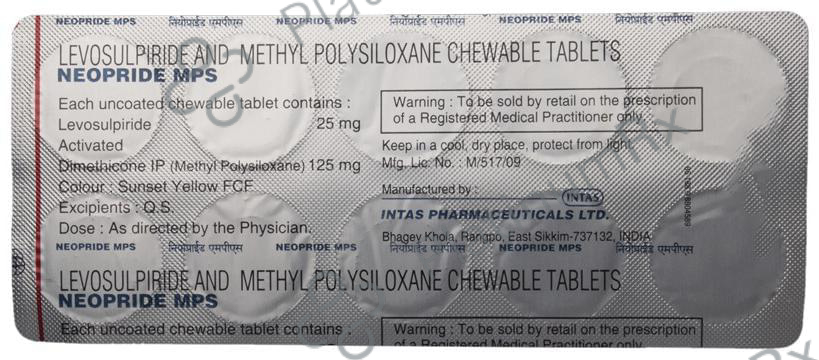 NEOPRIDE MPS नियोप्राईड एमपीएस NEOPRIDE MPS नियोप्राईड एमपीएस NEOPRIDE MPS नियोप्राईड एमपीएस
LEVOSULPIRIDE AND METHYL POLYSILOXANE CHEWABLE TABLETS
NEOPRIDE MPS
Each uncoated chewable tablet contains :
Levosulpiride 25 mg
Activated
Dimethicone IP (Methyl Polysiloxane) 125 mg
Colour : Sunset Yellow FCF
Excipients : Q.S.
Dose : As directed by the Physician.
Warning : To be sold by retail on the prescription
of a Registered Medical Practitioner only.
Keep in a cool, dry place, protect from light.
Mfg. Lic. No. : M/517/09
Manufactured by :
INTAS
INTAS PHARMACEUTICALS LTD.
Bhagey Khola, Rangpo, East Sikkim-737132, INDIA
NEOPRIDE MPS नियोप्राईड एमपीएस NEOPRIDE MPS नियोप्राईड एमपीएस NEOPRIDE MPS नियोप्राईड एमपीएस
LEVOSULPIRIDE AND METHYL POLYSILOXANE CHEWABLE TABLETS
NEOPRIDE MPS
Each uncoated chewable tablet contains :
Warning : To be sold by retail on the prescription
of a Registered Medical Practitioner only.